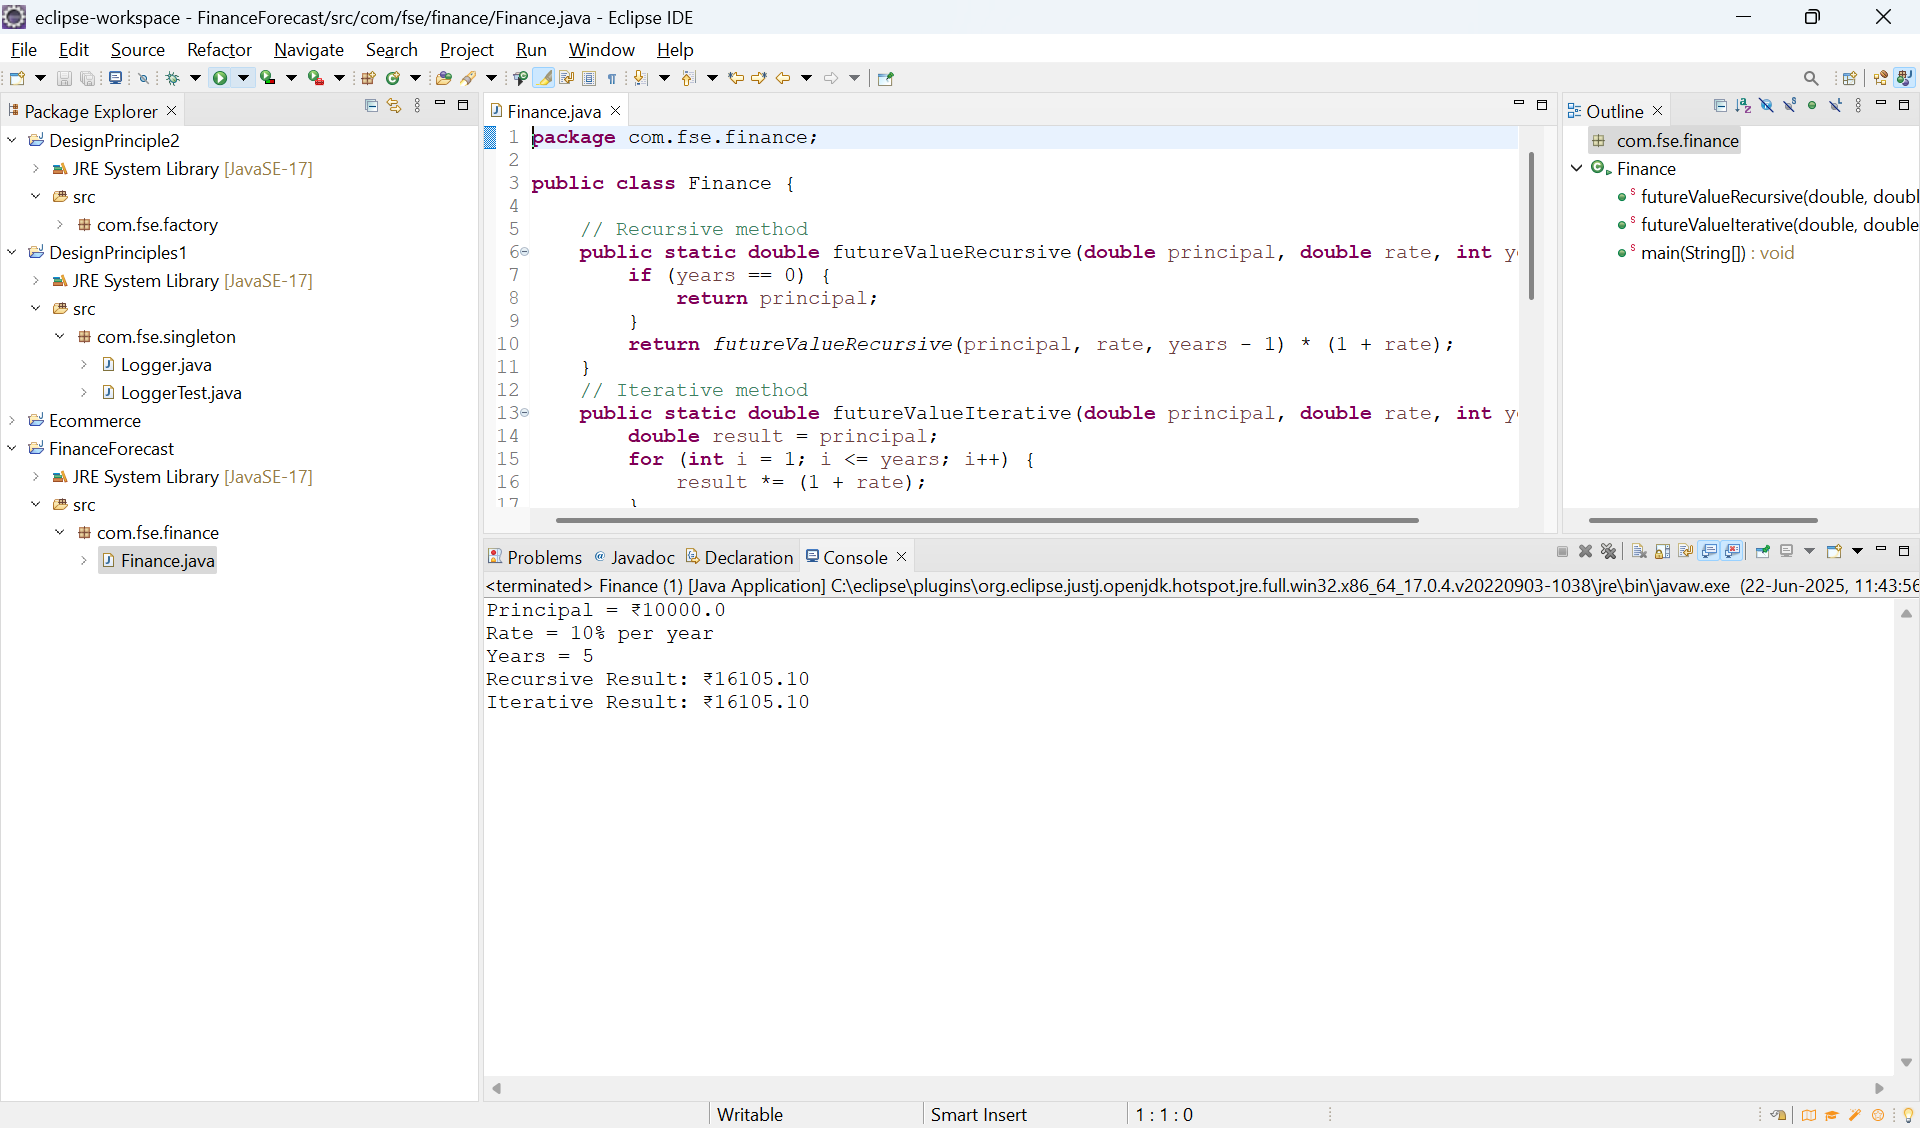 eclipse-workspace - FinanceForecast/src/com/fse/finance/Finance.java - Eclipse IDE
File Edit Source Refactor Navigate Search Project Run Window Help
Package Explorer
DesignPrinciple2
JRE System Library [JavaSE-17]
src
com.fse.factory
DesignPrinciples1
JRE System Library [JavaSE-17]
src
com.fse.singleton
Logger.java
LoggerTest.java
Ecommerce
FinanceForecast
JRE System Library [JavaSE-17]
src
com.fse.finance
Finance.java
Finance.java
1 package com.fse.finance;
2
3 public class Finance {
4
5 // Recursive method
6 public static double futureValueRecursive(double principal, double rate, int y
7 if (years == 0) {
8 return principal;
9 }
10 return futureValueRecursive(principal, rate, years - 1) * (1 + rate);
11 }
12 // Iterative method
13 public static double futureValueIterative(double principal, double rate, int y
14 double result = principal;
15 for (int i = 1; i <= years; i++) {
16 result *= (1 + rate);
17 }
Outline
com.fse.finance
Finance
futureValueRecursive(double, doubl
futureValueIterative(double, double
main(String[]) : void
Problems Javadoc Declaration Console
<terminated> Finance (1) [Java Application] C:\eclipse\plugins\org.eclipse.justj.openjdk.hotspot.jre.full.win32.x86_64_17.0.4.v20220903-1038\jre\bin\javaw.exe (22-Jun-2025, 11:43:56
Principal = ₹10000.0
Rate = 10% per year
Years = 5
Recursive Result: ₹16105.10
Iterative Result: ₹16105.10
Writable Smart Insert 1 : 1 : 0